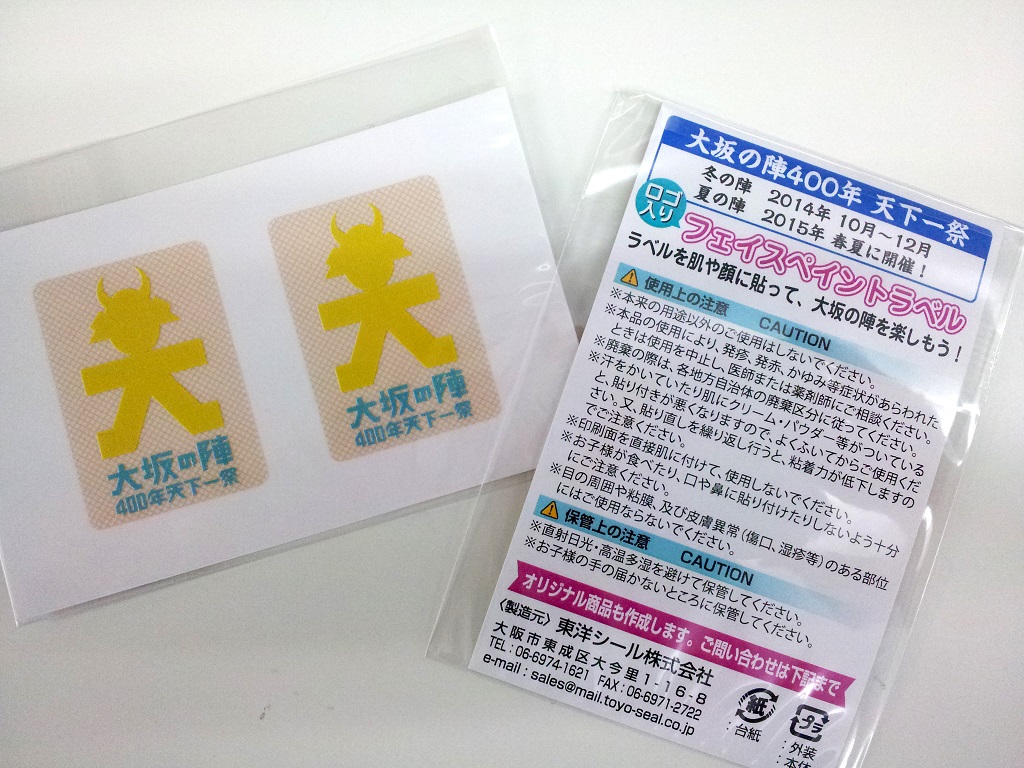 大坂の陣
400年天下一祭
大坂の陣
400年天下一祭
大坂の陣400年 天下一祭
冬の陣 2014年 10月~12月
夏の陣 2015年 春夏に開催!
ロゴ
入り
フェイスペイントラベル
ラベルを肌や顔に貼って、大坂の陣を楽しもう!
使用上の注意 CAUTION
※本来の用途以外のご使用はしないでください。
※本品の使用により、発疹、発赤、かゆみ等症状があらわれた
ときは使用を中止し、医師または薬剤師にご相談ください。
※廃棄の際は、各地方自治体の廃棄区分に従ってください。
※汗をかいていたり肌にクリーム・パウダー等がついている
と、貼り付きが悪くなりますので、よくふいてからご使用くだ
さい。又、貼り直しを繰り返し行うと、粘着力が低下しますの
でご注意ください。
※印刷面を直接肌に付けて、使用しないでください。
※お子様が食べたり、口や鼻に貼り付けたりしないよう十分
にご注意ください。
※目の周囲や粘膜、及び皮膚異常(傷口、湿疹等)のある部位
にはご使用ならないでください。
保管上の注意 CAUTION
※直射日光・高温多湿を避けて保管してください。
※お子様の手の届かないところに保管してください。
オリジナル商品も作成します。ご問い合わせは下記まで
〈製造元〉東洋シール株式会社
大阪市東成区大今里1-16-8
TEL:06-6974-1621 FAX:06-6971-2722
e-mail:sales@mail.toyo-seal.co.jp
紙
:台紙
プラ
:外装
:本体